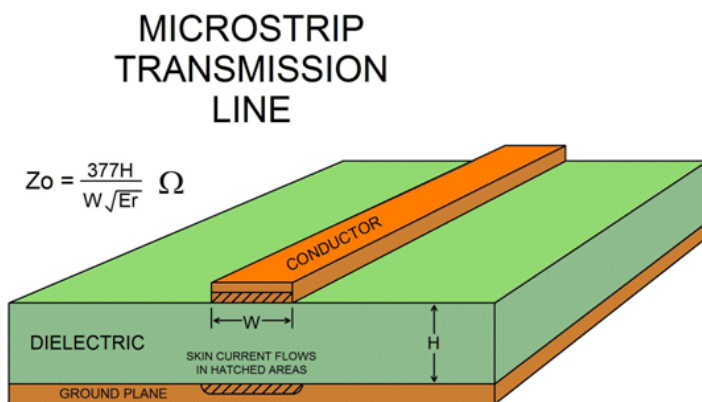 MICROSTRIP
TRANSMISSION
LINE
Zo = 377H / W√Er Ω
CONDUCTOR
W
H
DIELECTRIC
SKIN CURRENT FLOWS
IN HATCHED AREAS
GROUND PLANE